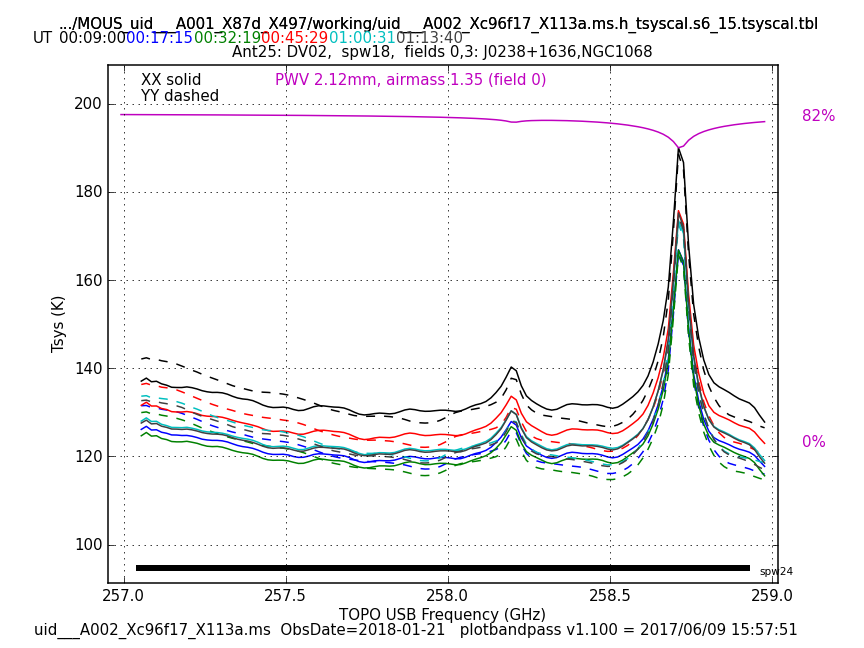 .../MOUS_uid___A001_X87d_X497/working/uid___A002_Xc96f17_X113a.ms.h_tsyscal.s6_15.tsyscal.tbl
UT 00:09:00 00:17:15 00:32:19 00:45:29 01:00:31 01:13:40
Ant25: DV02, spw18, fields 0,3: J0238+1636,NGC1068
XX solid
YY dashed
PWV 2.12mm, airmass 1.35 (field 0)
82%
0%
Tsys (K)
200
180
160
140
120
100
spw24
257.0 257.5 258.0 258.5 259.0
TOPO USB Frequency (GHz)
uid___A002_Xc96f17_X113a.ms ObsDate=2018-01-21 plotbandpass v1.100 = 2017/06/09 15:57:51